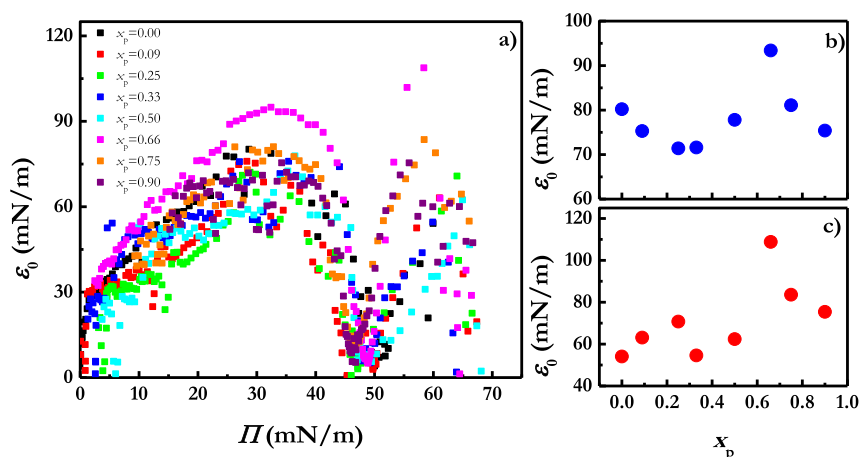 a)
xp=0.00
xp=0.09
xp=0.25
xp=0.33
xp=0.50
xp=0.66
xp=0.75
xp=0.90
120
90
60
30
0
ε0 (mN/m)
0 10 20 30 40 50 60 70
Π (mN/m)
b)
100
90
80
70
60
ε0 (mN/m)
c)
120
100
80
60
40
ε0 (mN/m)
0.0 0.2 0.4 0.6 0.8 1.0
xp